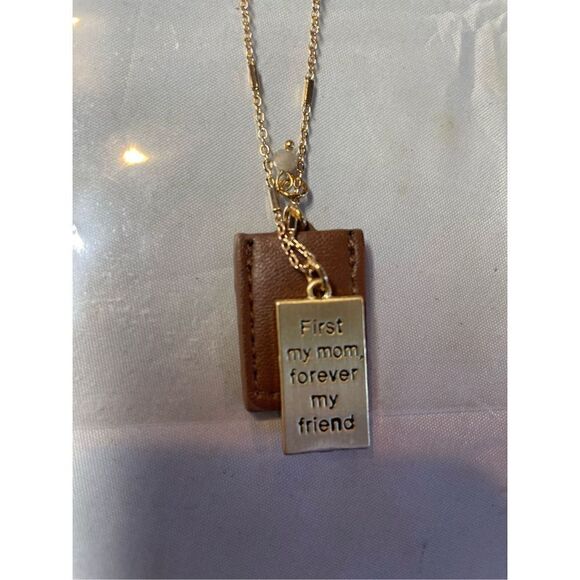 First
my mom,
forever
my
friend